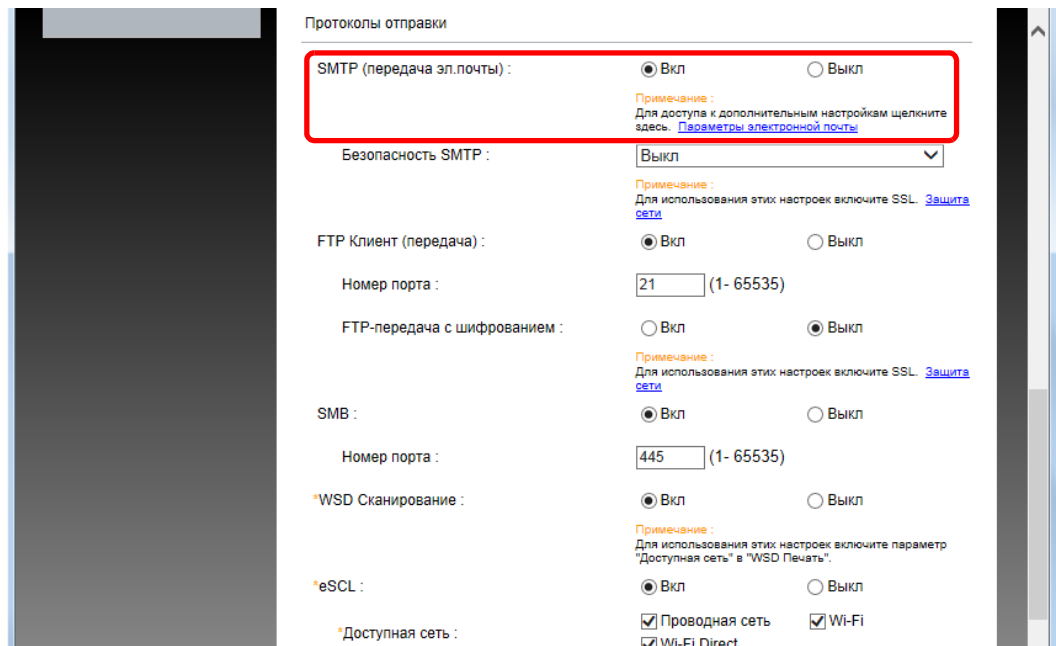 Протоколы отправки
SMTP (передача эл.почты) : Вкл Выкл
Примечание :
Для доступа к дополнительным настройкам щелкните
здесь. Параметры электронной почты
Безопасность SMTP : Выкл
Примечание :
Для использования этих настроек включите SSL. Защита
сети
FTP Клиент (передача) : Вкл Выкл
Номер порта : 21 (1- 65535)
FTP-передача с шифрованием : Вкл Выкл
Примечание :
Для использования этих настроек включите SSL. Защита
сети
SMB : Вкл Выкл
Номер порта : 445 (1- 65535)
*WSD Сканирование : Вкл Выкл
Примечание :
Для использования этих настроек включите параметр
"Доступная сеть" в "WSD Печать".
*eSCL : Вкл Выкл
*Доступная сеть : Проводная сеть Wi-Fi
Wi-Fi Direct